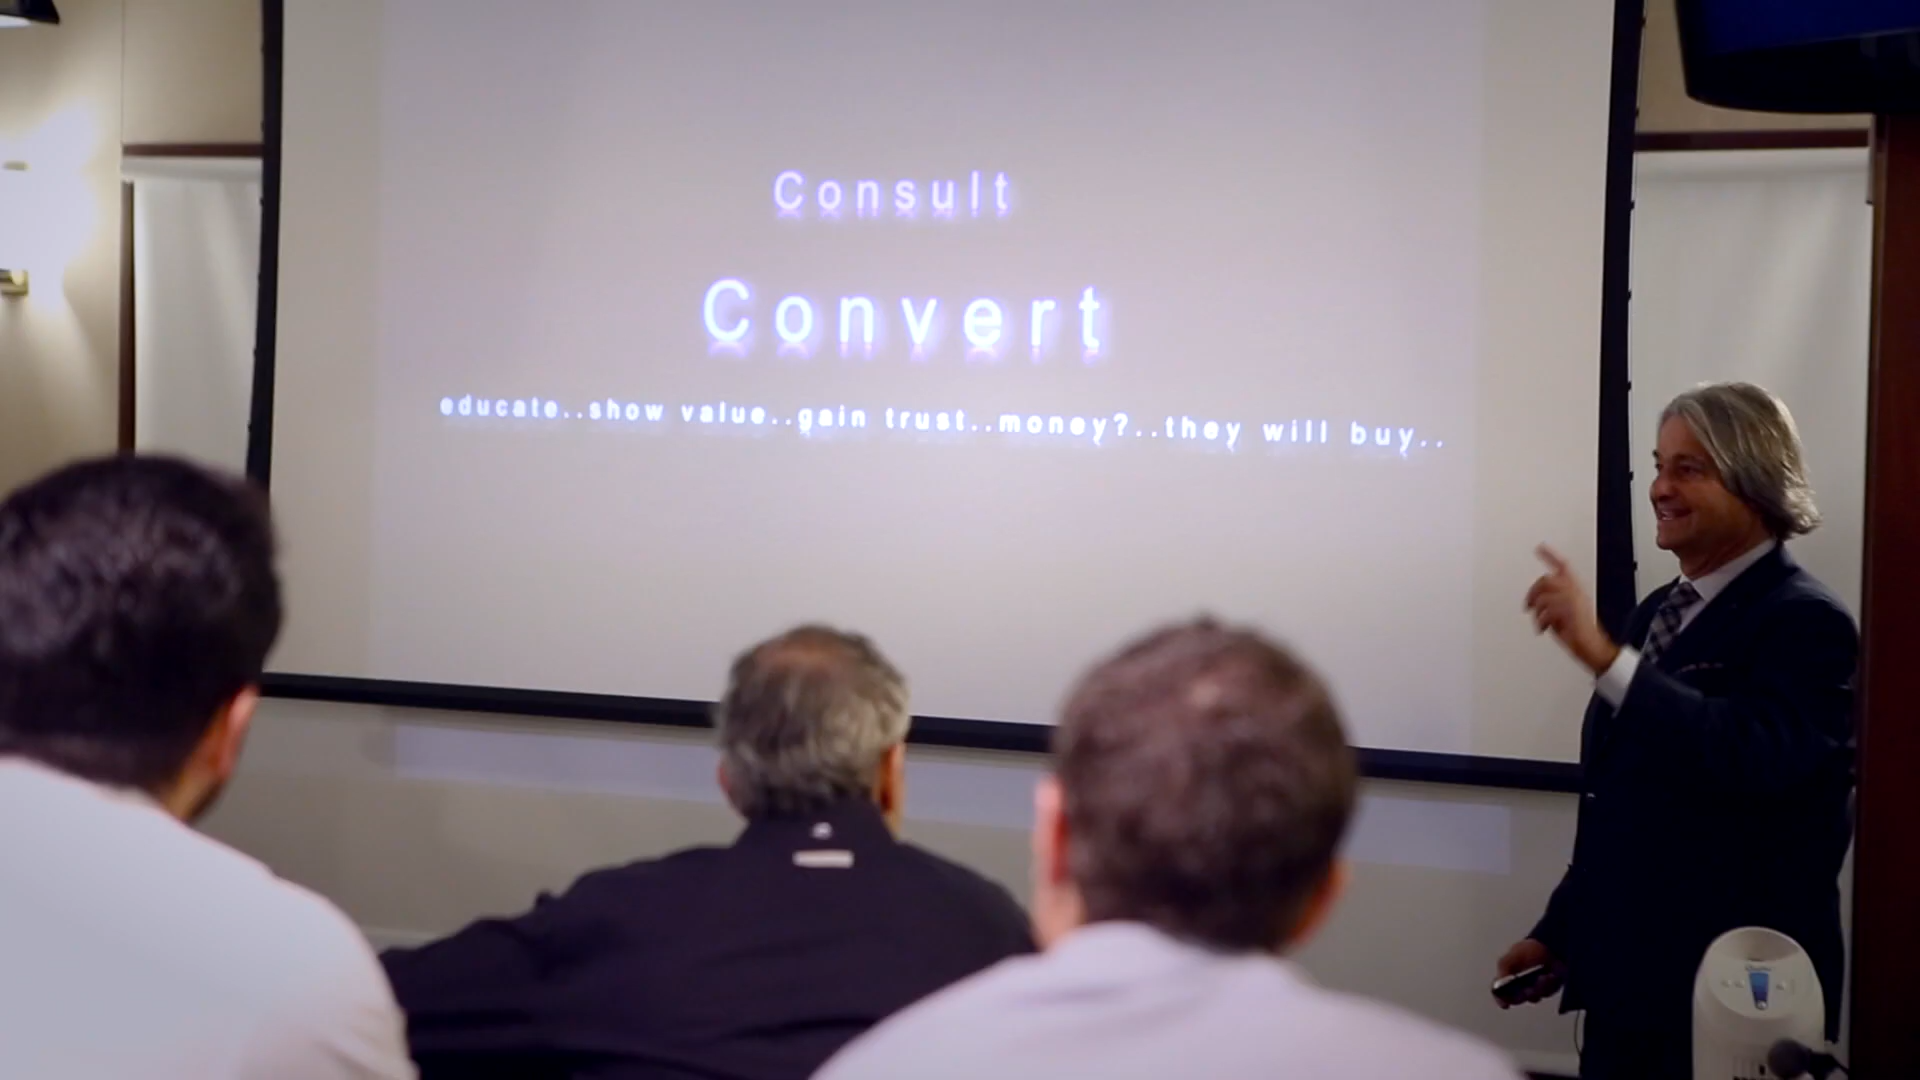 Consult
Convert
educate..show value..gain trust..money?..they will buy..